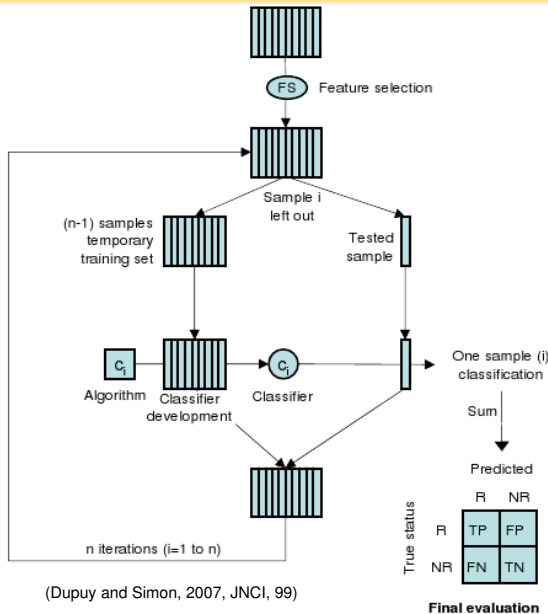 FS
Feature selection
Sample i
left out
(n-1) samples
temporary
training set
Tested
sample
Ci
Algorithm
Classifier
development
Ci
Classifier
One sample (i)
classification
Sum
Predicted
R NR
True status
R TP FP
NR FN TN
Final evaluation
n iterations (i=1 to n)
(Dupuy and Simon, 2007, JNCI, 99)